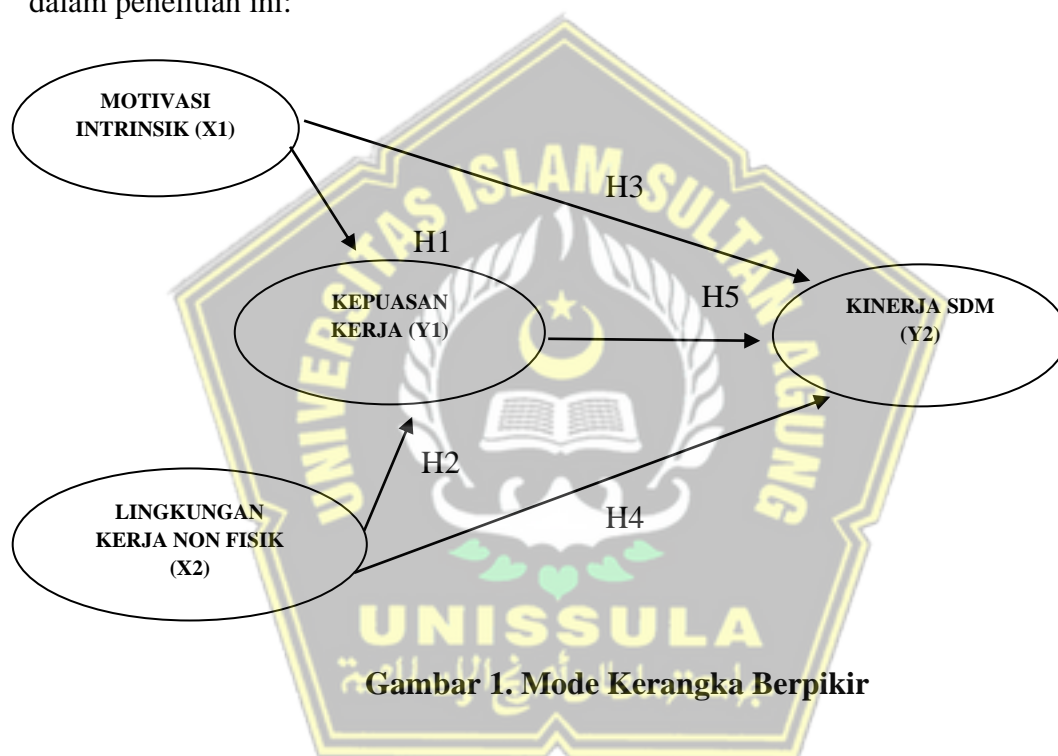 dalam penelitian ini:
MOTIVASI
INTRINSIK (X1)
H3
H1
KEPUASAN
KERJA (Y1)
H5
KINERJA SDM
(Y2)
H2
LINGKUNGAN
KERJA NON FISIK
(X2)
H4
UNIVERSITAS ISLAM SULTAN AGUNG
UNISSULA
Gambar 1. Mode Kerangka Berpikir